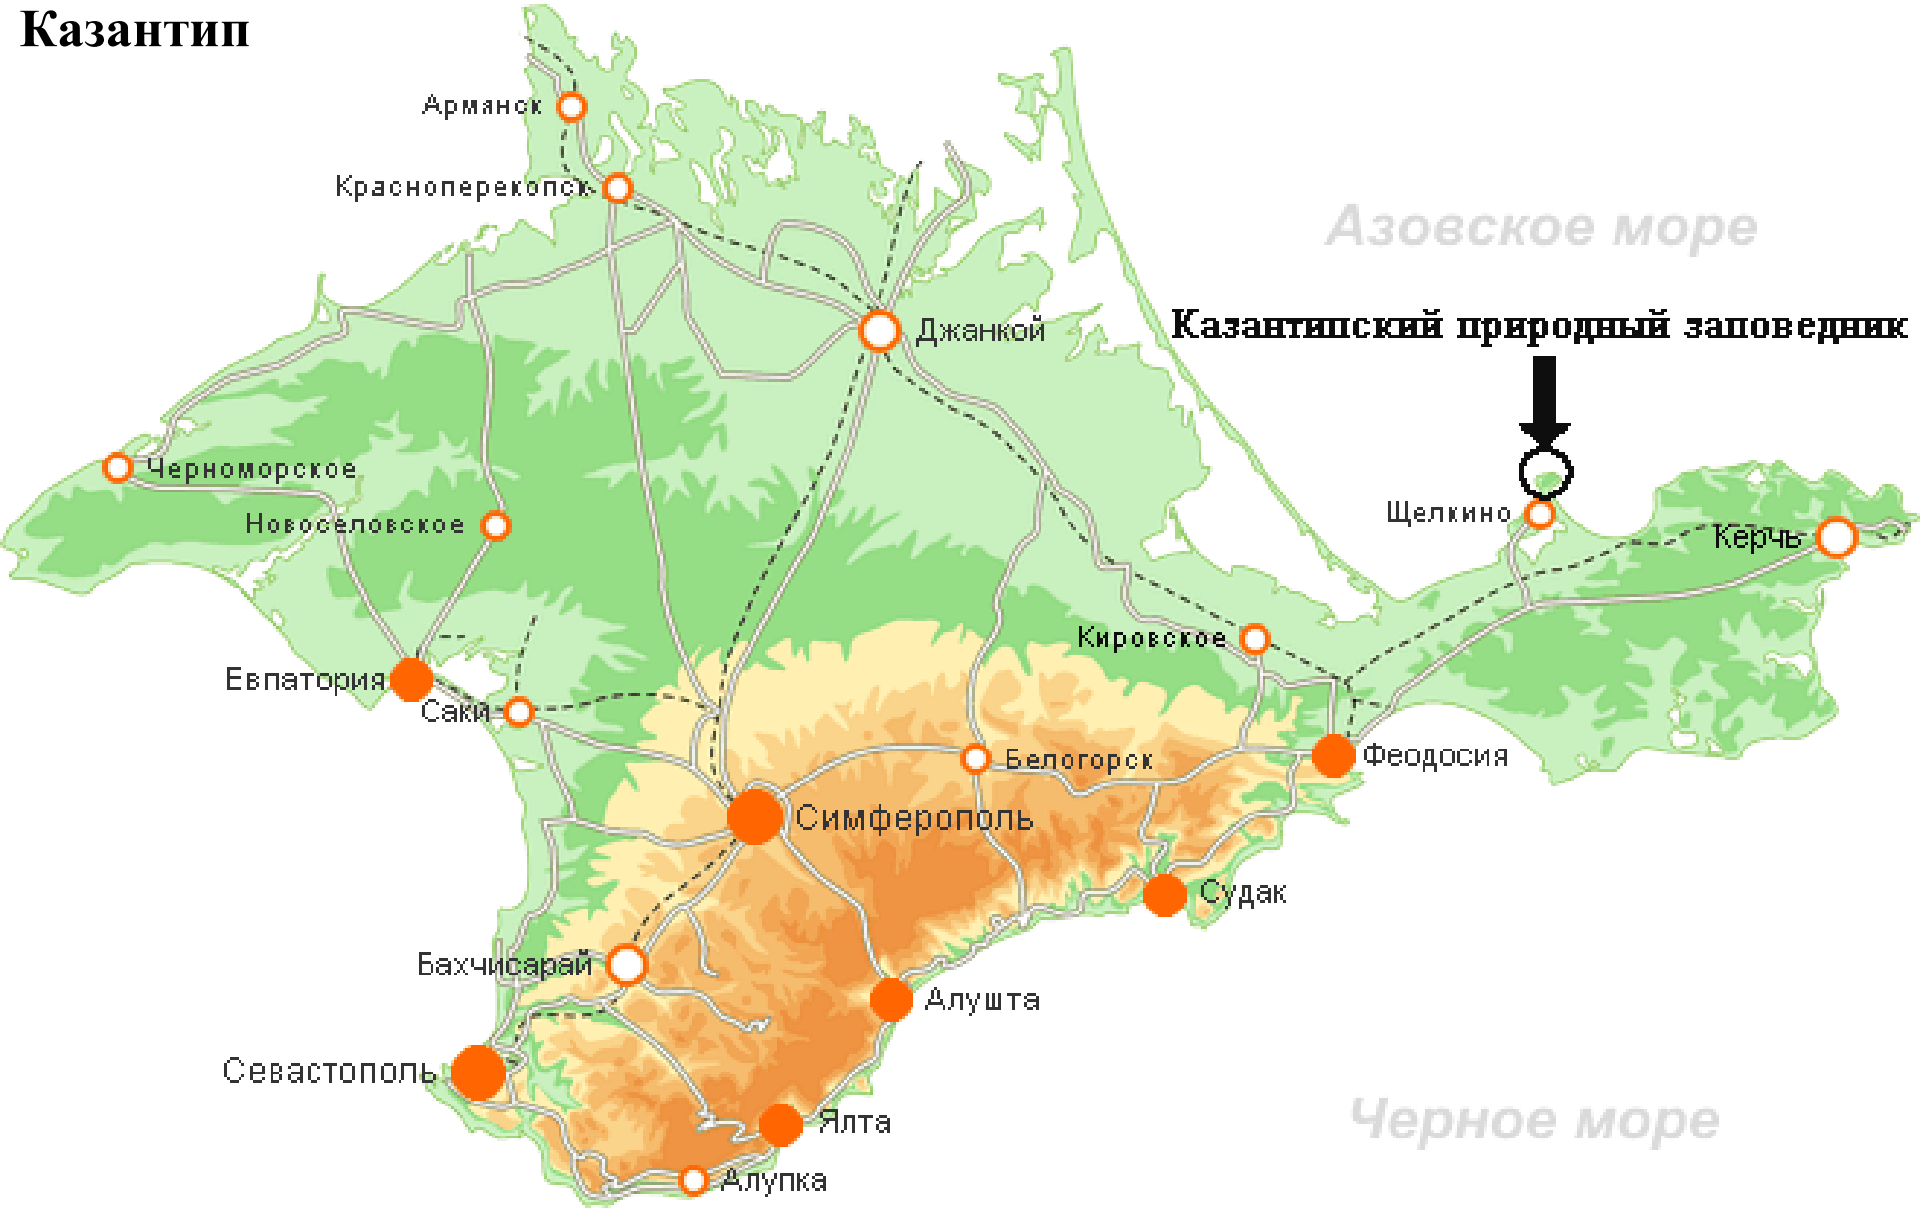 Казантип
Армянск
Красноперекопск
Азовское море
Казантипский природный заповедник
Джанкой
Черноморское
Новоселовское
Щелкино
Керчь
Кировское
Евпатория
Саки
Белогорск
Феодосия
Симферополь
Судак
Бахчисарай
Алушта
Севастополь
Ялта
Черное море
Алупка